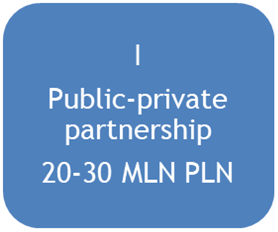 I
Public-private
partnership
20-30 MLN PLN